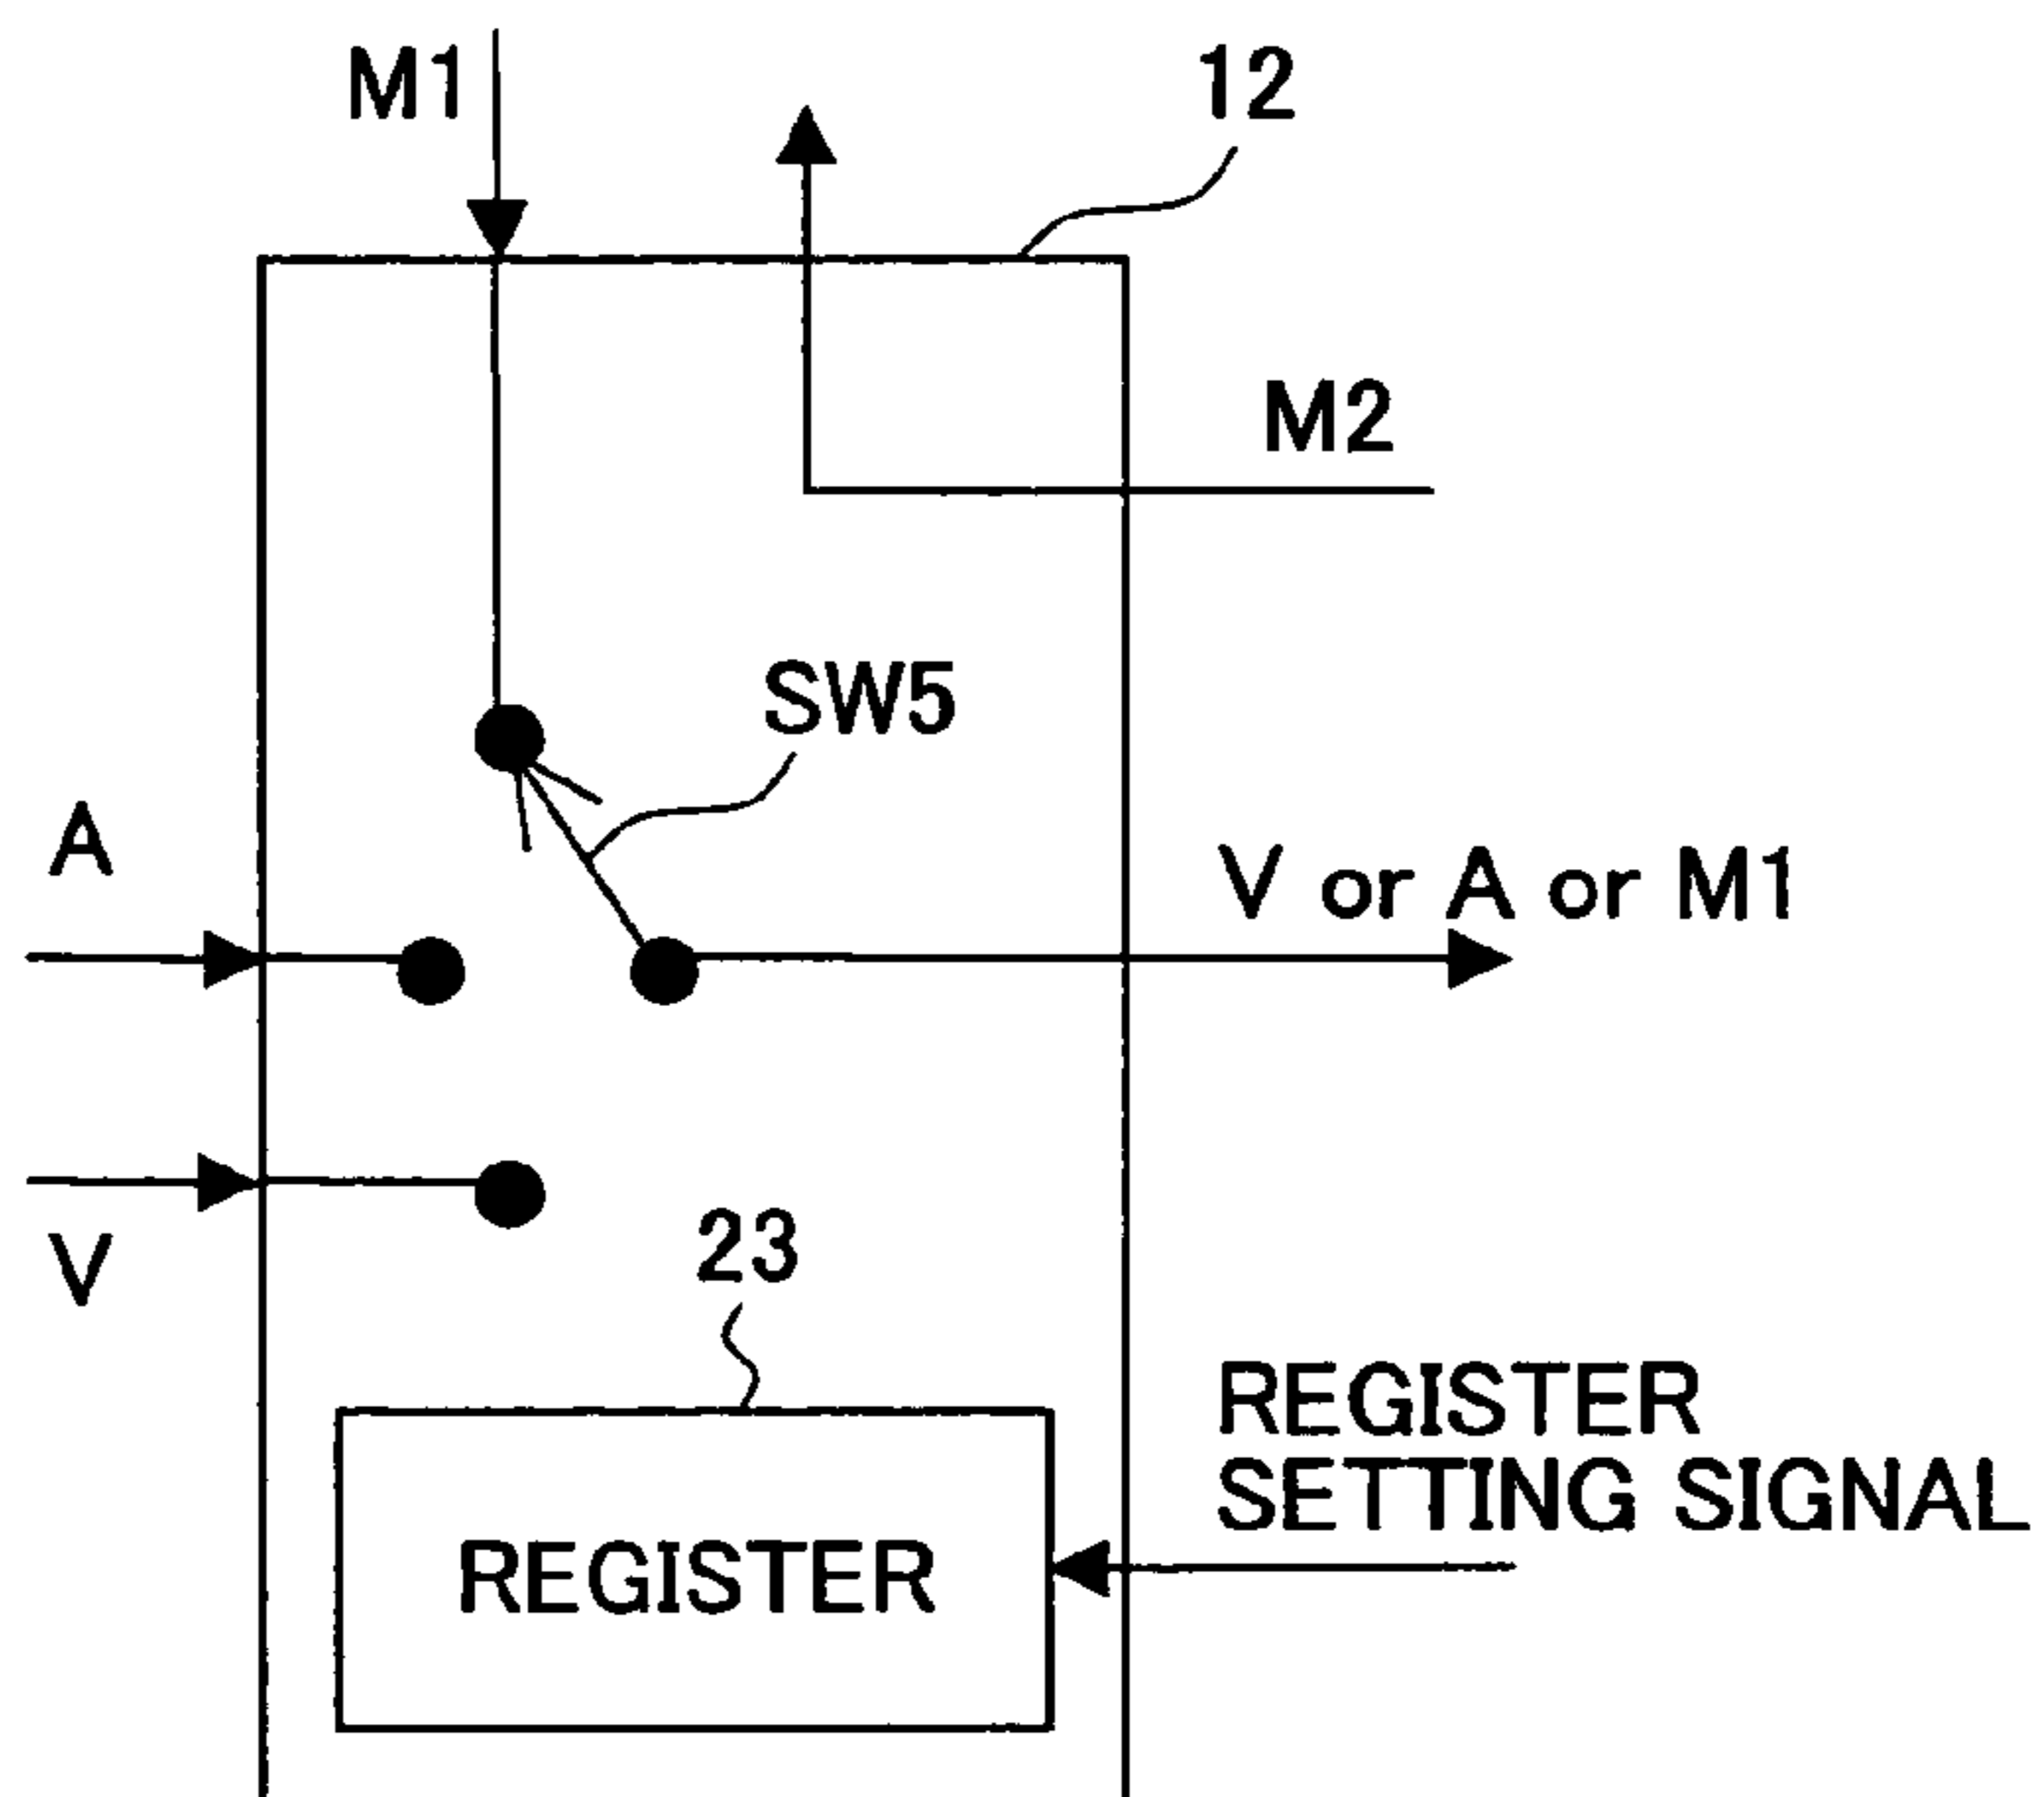 M1
12
M2
SW5
A
V or A or M1
V
23
REGISTER
SETTING SIGNAL
REGISTER